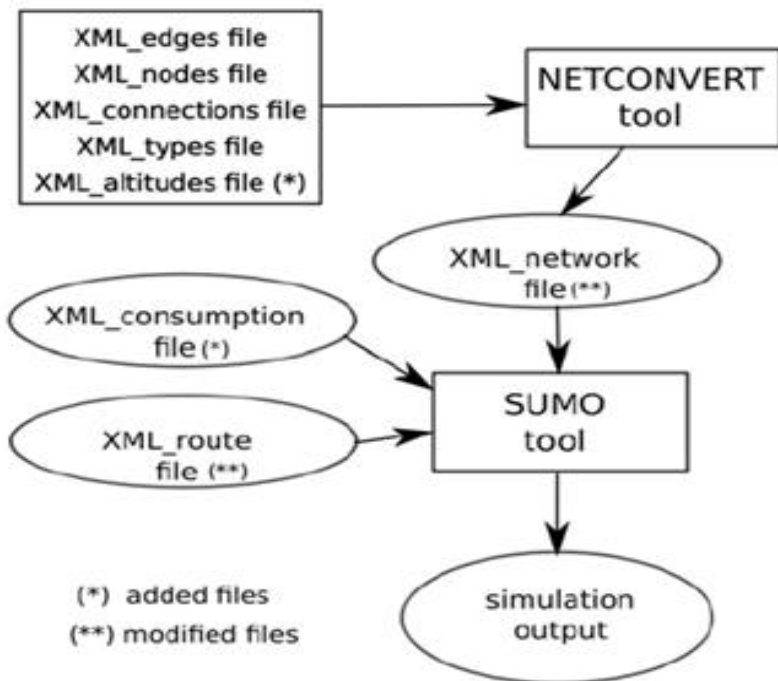 XML_edges file
XML_nodes file
XML_connections file
XML_types file
XML_altitudes file (*)
NETCONVERT
tool
XML_network
file(**)
XML_consumption
file(*)
XML_route
file (**)
SUMO
tool
simulation
output
(*) added files
(**) modified files